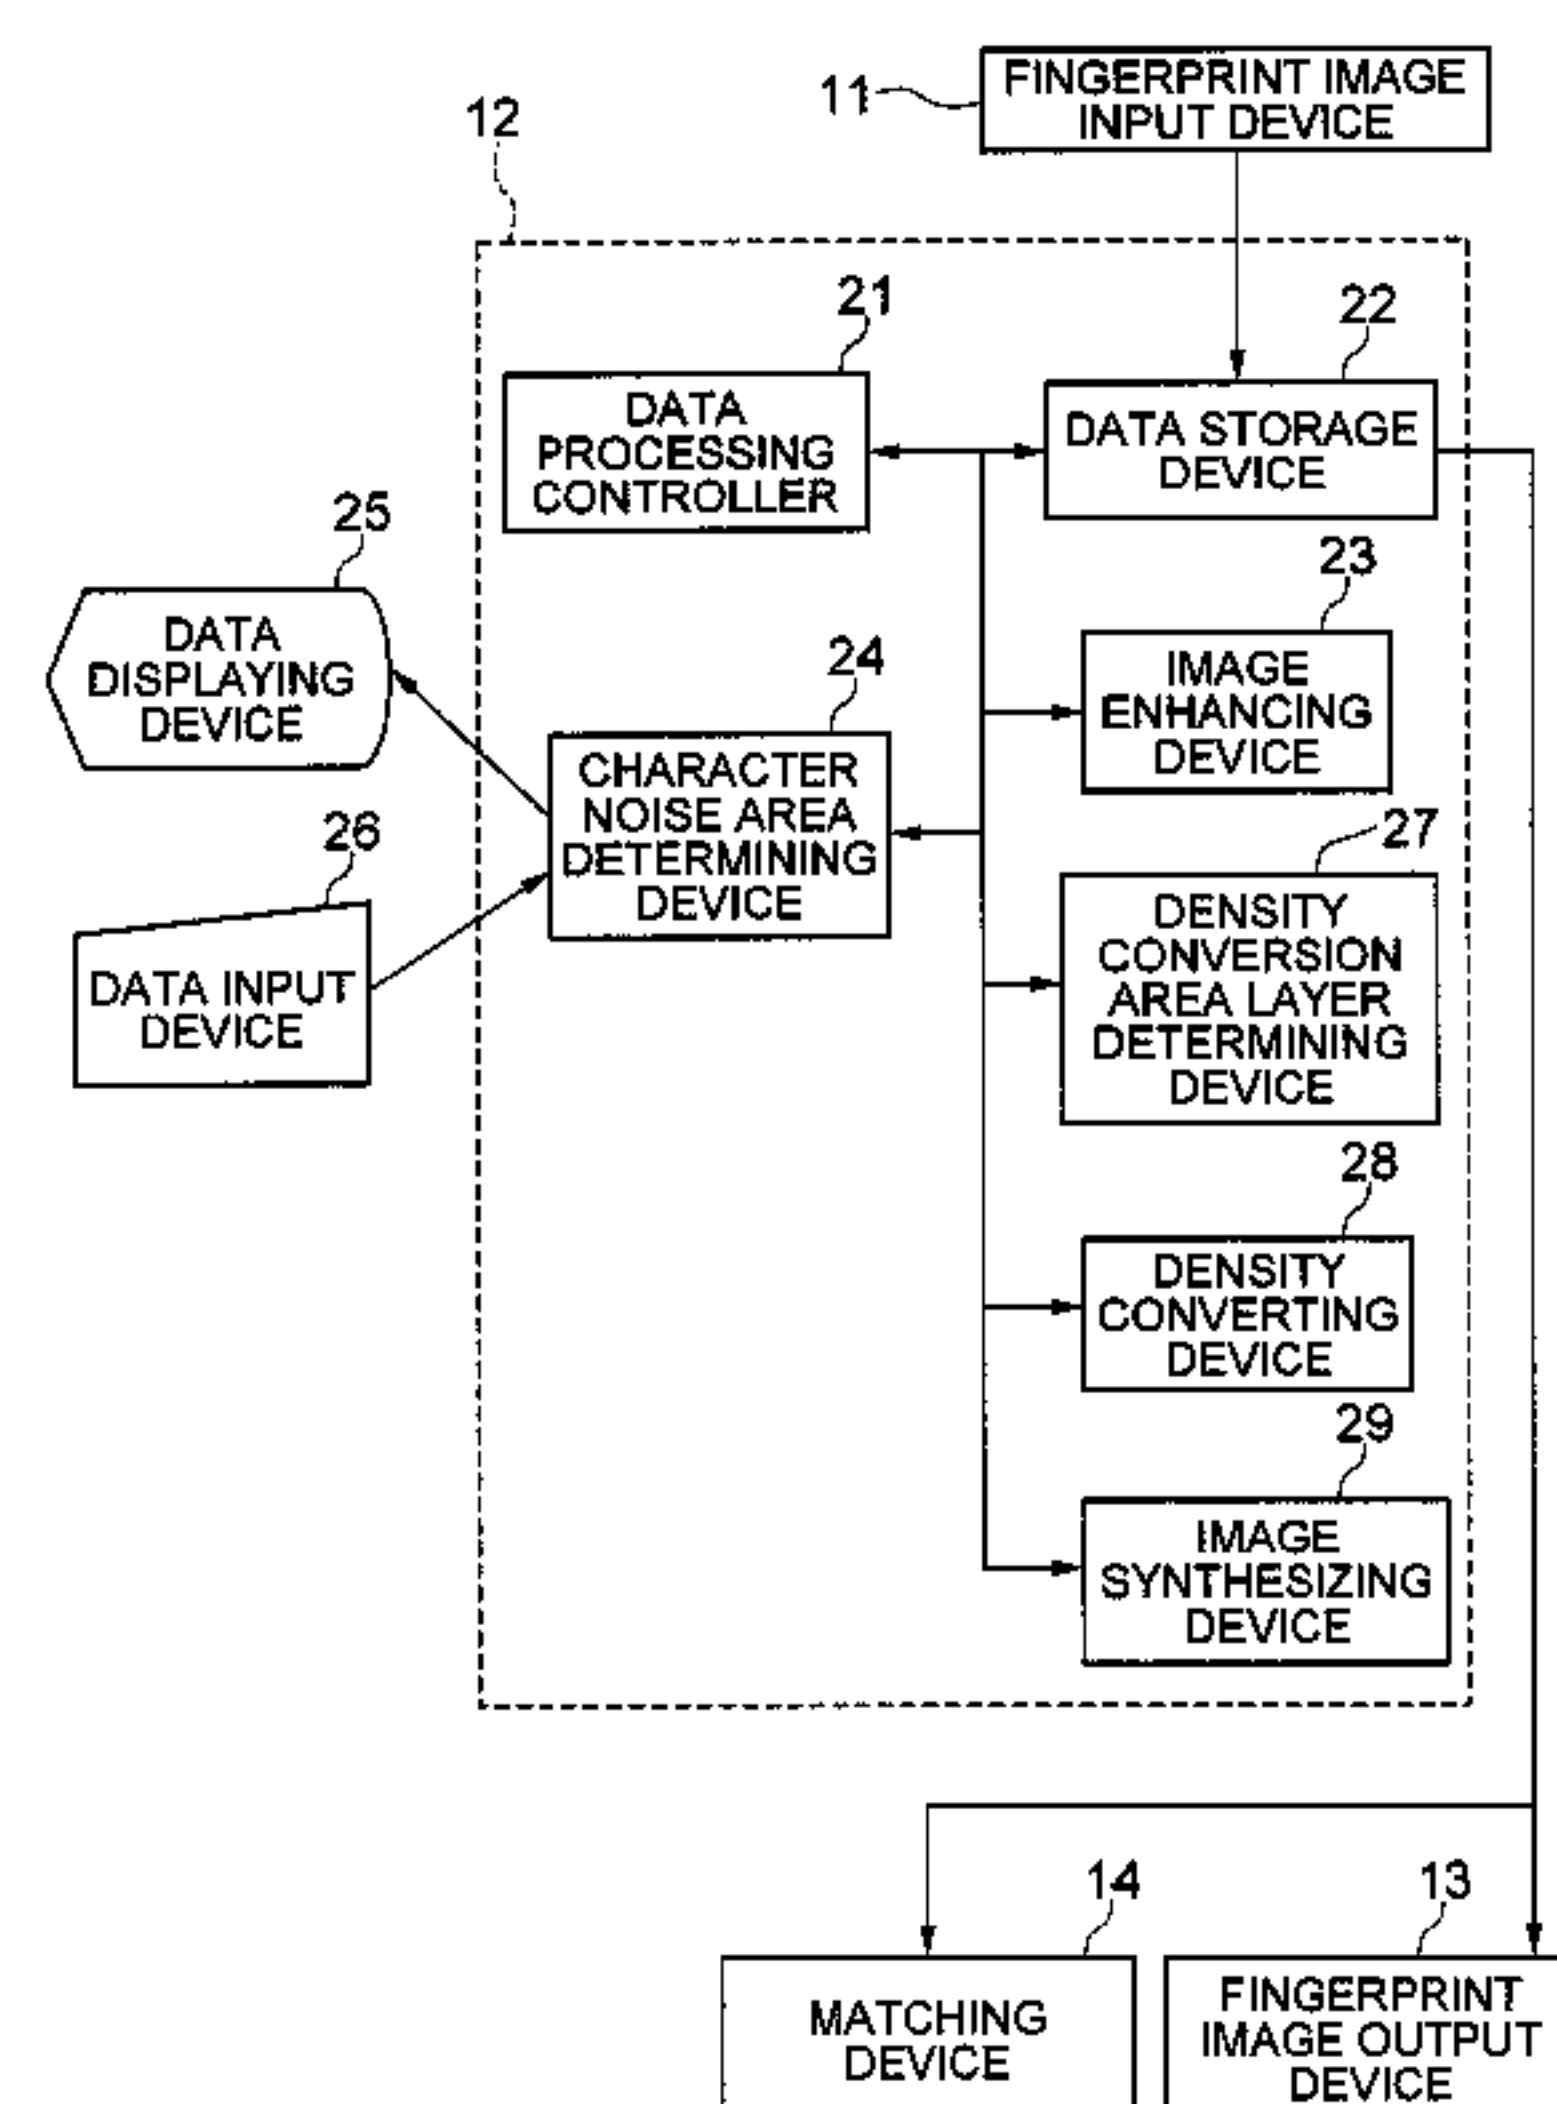 11
FINGERPRINT IMAGE
INPUT DEVICE
12
21
DATA
PROCESSING
CONTROLLER
22
DATA STORAGE
DEVICE
25
DATA
DISPLAYING
DEVICE
23
IMAGE
ENHANCING
DEVICE
24
CHARACTER
NOISE AREA
DETERMINING
DEVICE
26
DATA INPUT
DEVICE
27
DENSITY
CONVERSION
AREA LAYER
DETERMINING
DEVICE
28
DENSITY
CONVERTING
DEVICE
29
IMAGE
SYNTHESIZING
DEVICE
14
MATCHING
DEVICE
13
FINGERPRINT
IMAGE OUTPUT
DEVICE